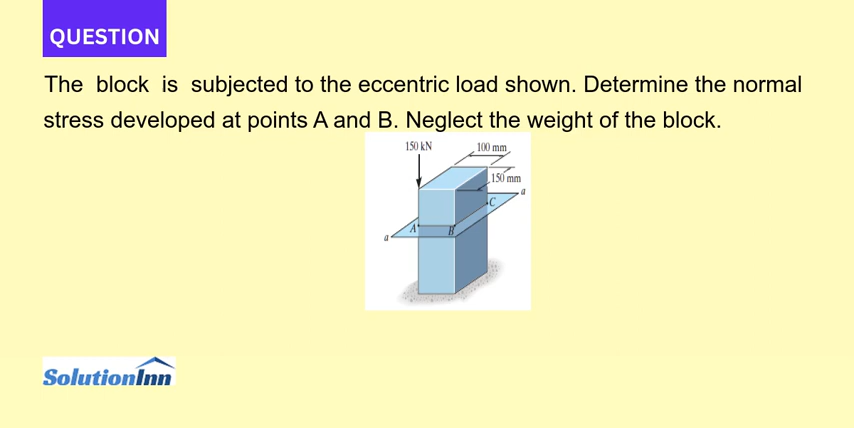 QUESTION
The block is subjected to the eccentric load shown. Determine the normal
stress developed at points A and B. Neglect the weight of the block.
150 kN
100 mm
150 mm
a
C
A
B
a
SolutionInn